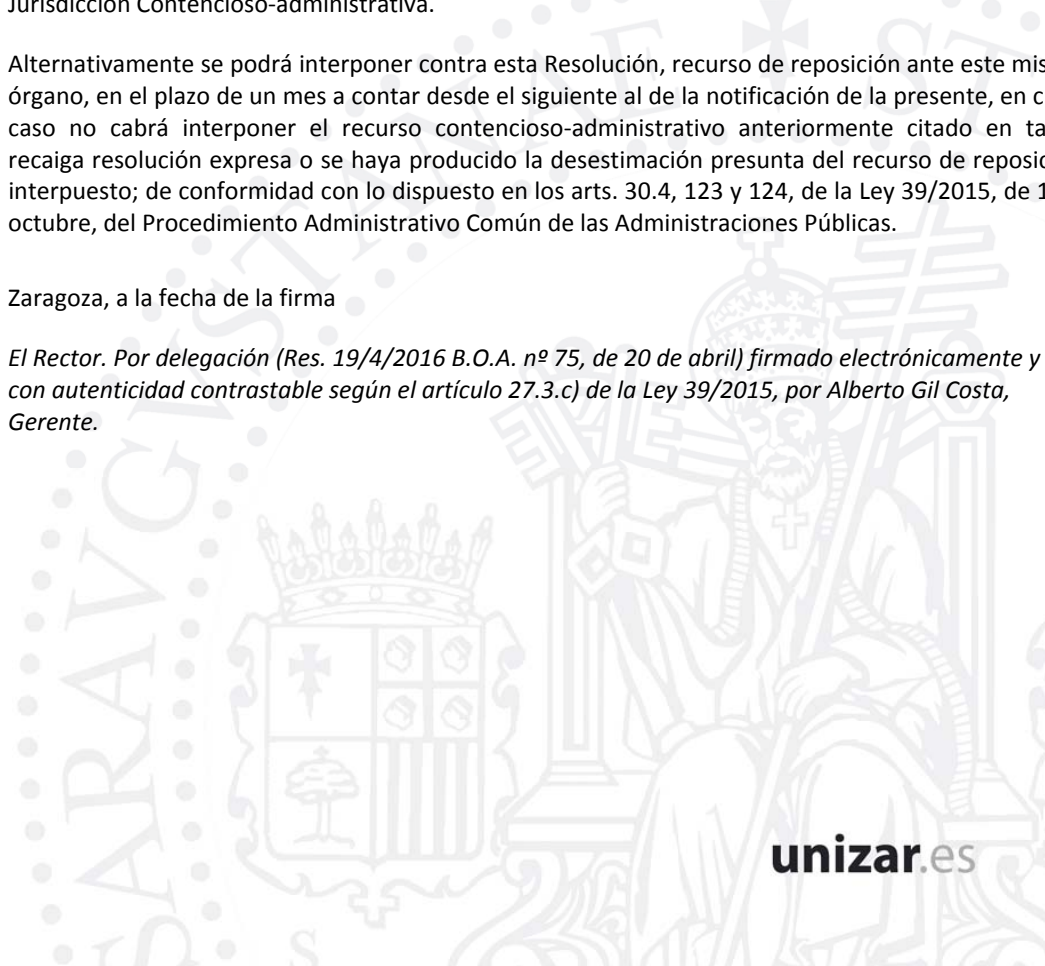 Jurisdicción Contencioso-administrativa.
Alternativamente se podrá interponer contra esta Resolución, recurso de reposición ante este mis
órgano, en el plazo de un mes a contar desde el siguiente al de la notificación de la presente, en c
caso no cabrá interponer el recurso contencioso-administrativo anteriormente citado en ta
recaiga resolución expresa o se haya producido la desestimación presunta del recurso de reposic
interpuesto; de conformidad con lo dispuesto en los arts. 30.4, 123 y 124, de la Ley 39/2015, de 1
octubre, del Procedimiento Administrativo Común de las Administraciones Públicas.
Zaragoza, a la fecha de la firma
El Rector. Por delegación (Res. 19/4/2016 B.O.A. nº 75, de 20 de abril) firmado electrónicamente y
con autenticidad contrastable según el artículo 27.3.c) de la Ley 39/2015, por Alberto Gil Costa,
Gerente.
SARAVGVSTANAE ST
unizar.es